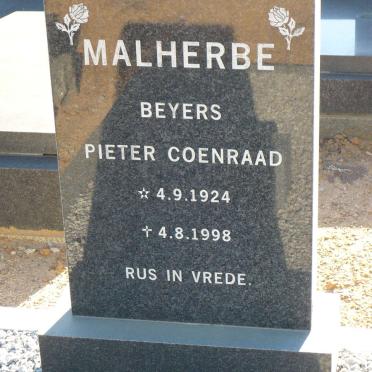 MALHERBE
BEYERS
PIETER COENRAAD
☆ 4.9.1924
✝ 4.8.1998
RUS IN VREDE.